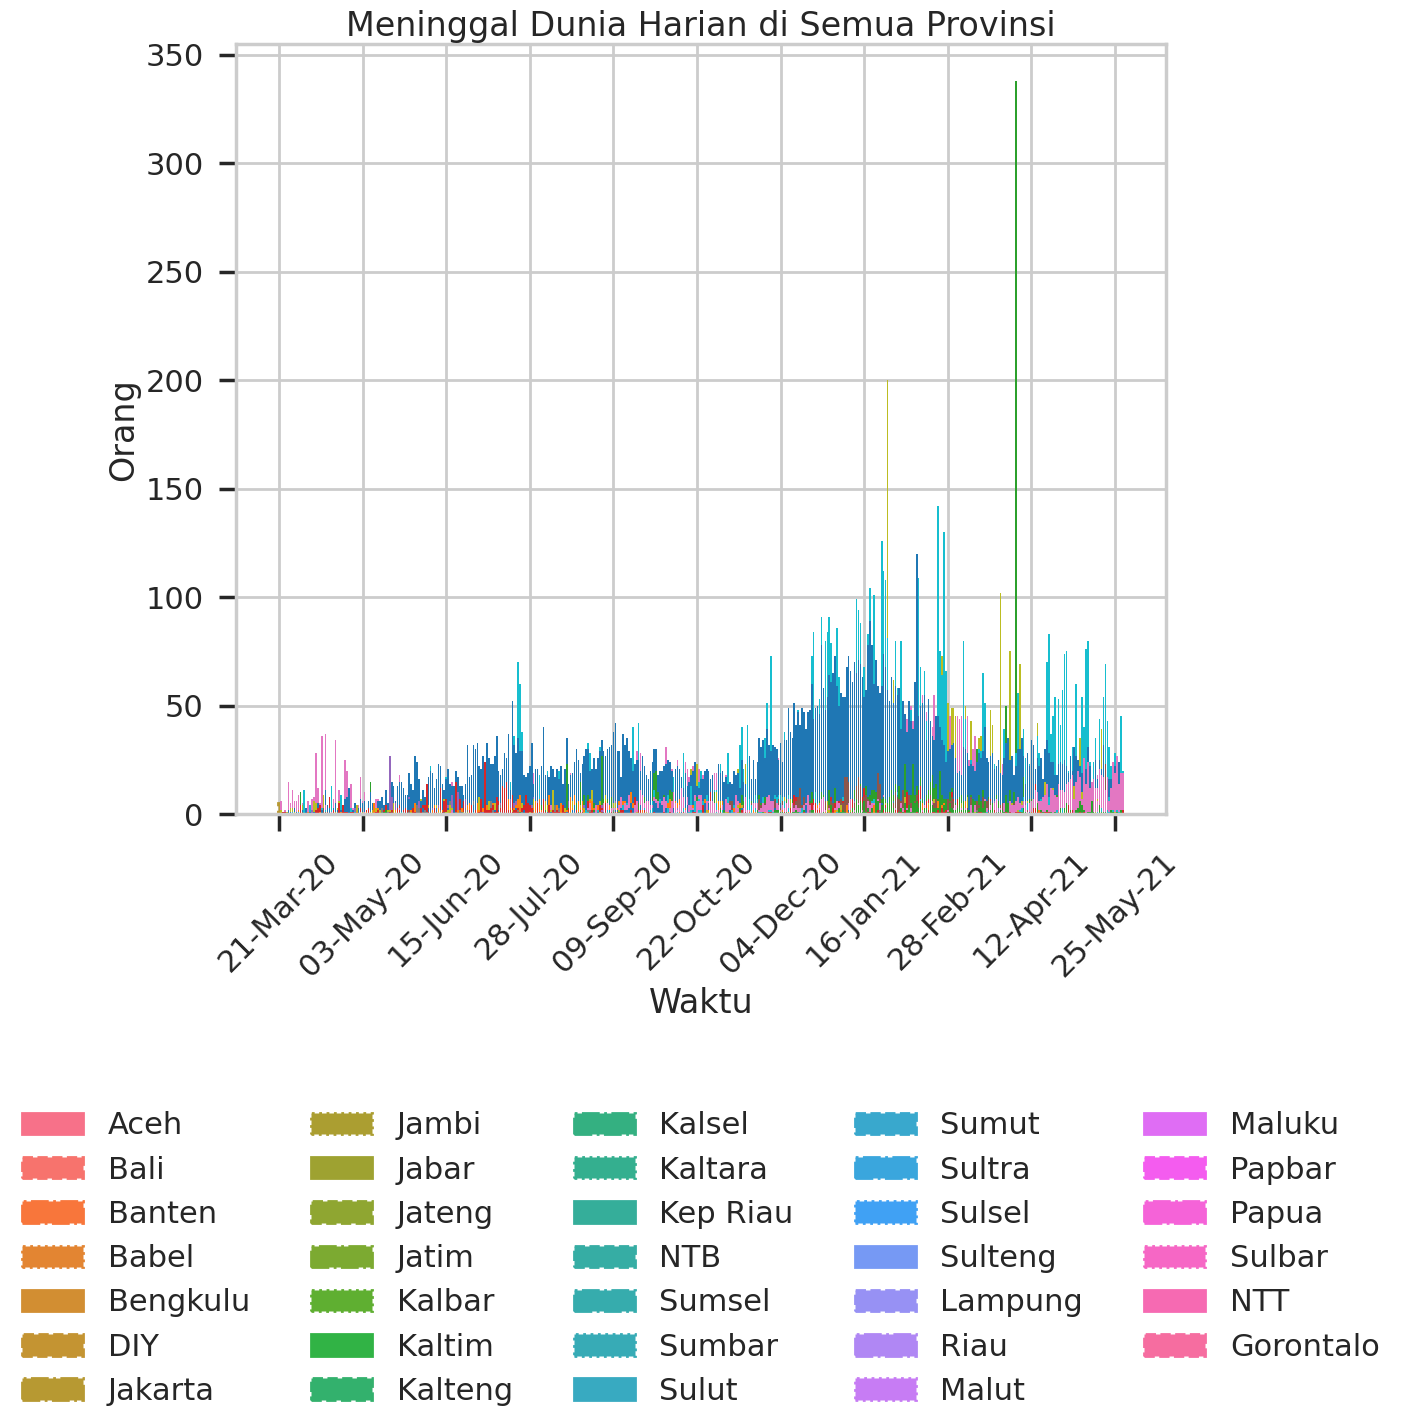 Meninggal Dunia Harian di Semua Provinsi
350
300
250
200
150
100
50
0
Orang
21-Mar-20
03-May-20
15-Jun-20
28-Jul-20
09-Sep-20
22-Oct-20
04-Dec-20
16-Jan-21
28-Feb-21
12-Apr-21
25-May-21
Waktu
Aceh
Bali
Banten
Babel
Bengkulu
DIY
Jakarta
Jambi
Jabar
Jateng
Jatim
Kalbar
Kaltim
Kalteng
Kalsel
Kaltara
Kep Riau
NTB
Sumsel
Sumbar
Sulut
Sumut
Sultra
Sulsel
Sulteng
Lampung
Riau
Malut
Maluku
Papbar
Papua
Sulbar
NTT
Gorontalo